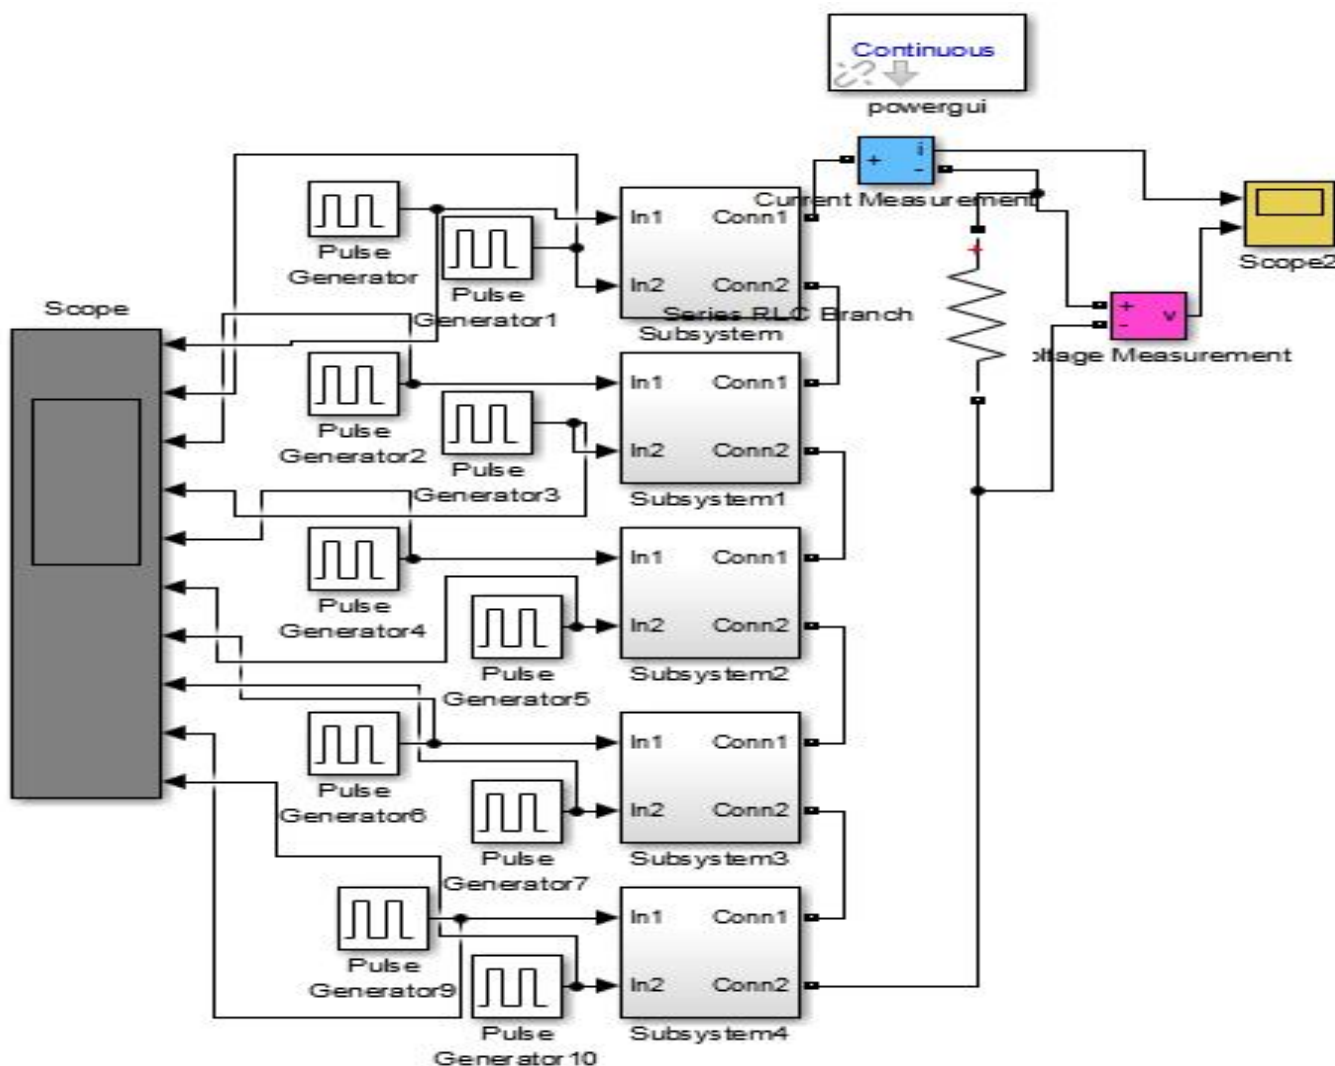 Continuous
powergui
+
i
-
Current Measurement
Scope2
Pulse
Generator
Pulse
Generator1
In1
Conn1
In2
Conn2
Series RLC Branch
Subsystem
+
+
-
v
ltage Measurement
Scope
Pulse
Generator2
Pulse
Generator3
In1
Conn1
In2
Conn2
Subsystem1
Pulse
Generator4
Pulse
Generator5
In1
Conn1
In2
Conn2
Subsystem2
Pulse
Generator6
Pulse
Generator7
In1
Conn1
In2
Conn2
Subsystem3
Pulse
Generator9
Pulse
Generator10
In1
Conn1
In2
Conn2
Subsystem4